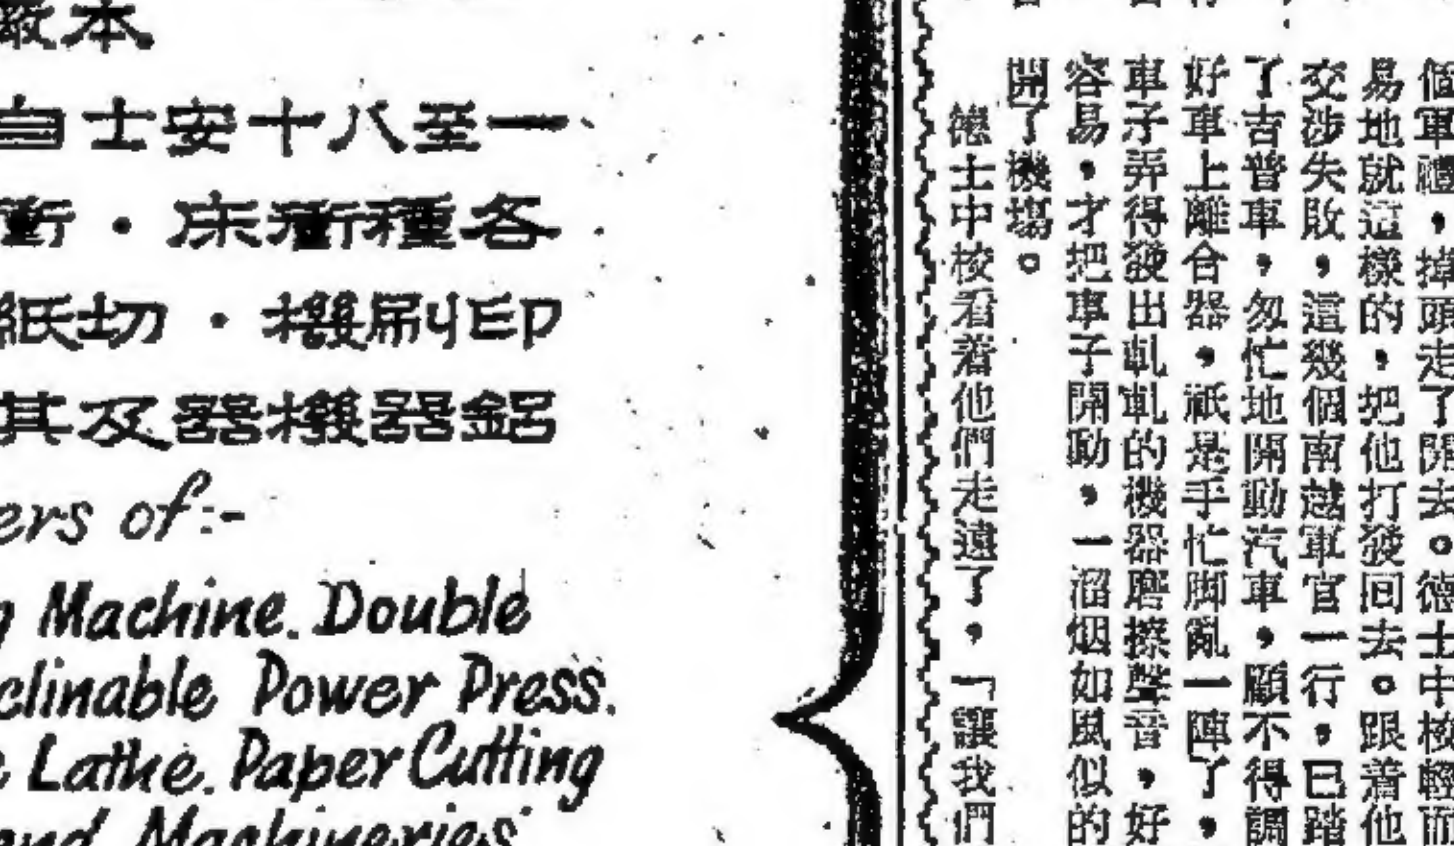 本廠
一至八十安士自
各種衝床・衝
印刷機・切紙
鋁器機器及其
ers of:-
Machine. Double
clinable Power Press.
Lathe. Paper Cutting
and Machineries
個軍禮，掉頭走了開去。德士中校輕而
易地就這樣的，把他打發回去。跟着他
交涉失敗，這幾個南越軍官一行，已踏
了吉普車，匆忙地開動汽車，顧不得調
好車上離合器，祇是手忙脚亂一陣了，
車子弄得發出軋軋的機器磨擦聲音，好
容易，才把車子開動，一溜烟如風似的
開了機場。
德士中校看着他們走遠了，「讓我們